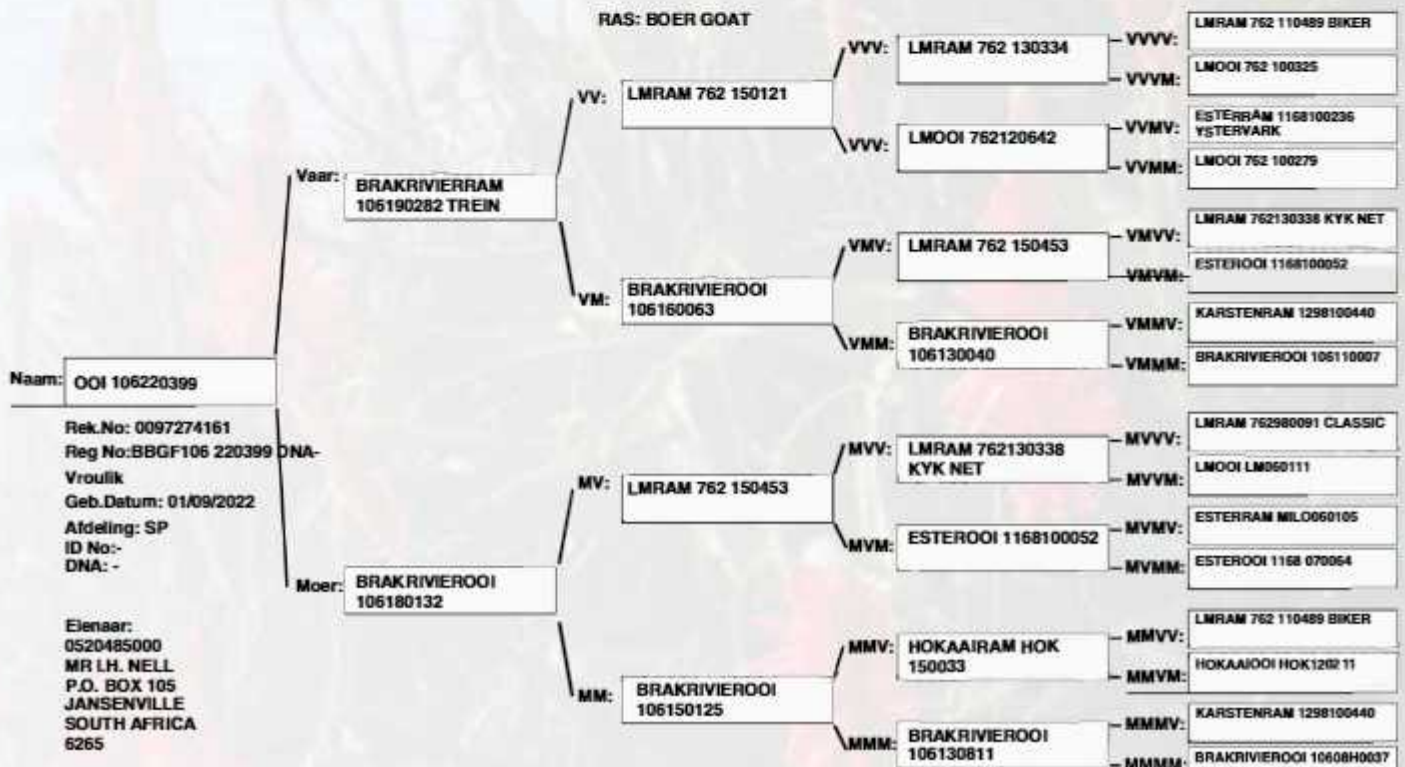 RAS: BOER GOAT
Naam: OOI 106220399
Rek.No: 0097274161
Reg No:BBGF106 220399 DNA-
Vroulik
Geb.Datum: 01/09/2022
Afdeling: SP
ID No:-
DNA: -
Eienaar:
0520485000
MR LH. NELL
P.O. BOX 105
JANSENVILLE
SOUTH AFRICA
6265
Vaar: BRAKRIVIERRAM
106190282 TREIN
Moer: BRAKRIVIEROOI
106180132
VV: LMRAM 762 150121
VM: BRAKRIVIEROOI
106160063
MV: LMRAM 762 150453
MM: BRAKRIVIEROOI
106150125
VVV: LMRAM 762 130334
VVV: LMOOI 762120642
VMV: LMRAM 762 150453
VMM: BRAKRIVIEROOI
106130040
MVV: LMRAM 762130338
KYK NET
MVM: ESTEROOI 1168100052
MMV: HOKAAIRAM HOK
150033
MMM: BRAKRIVIEROOI
106130811
VVVV: LMRAM 762 110489 BIKER
VVVM: LMOOI 762 100325
VVMV: ESTERRAM 1168100236
YSTERVARK
VVMM: LMOOI 762 100279
VMVV: LMRAM 762130338 KYK NET
VMVM: ESTEROOI 1168100052
VMMV: KARSTENRAM 1298100440
VMMM: BRAKRIVIEROOI 106110007
MVVV: LMRAM 762980091 CLASSIC
MVVM: LMOOI LM060111
MVMV: ESTERRAM MILO060105
MVMM: ESTEROOI 1168 070064
MMVV: LMRAM 762 110489 BIKER
MMVM: HOKAAIOOI HOK120211
MMMV: KARSTENRAM 1298100440
MMMM: BRAKRIVIEROOI 10608H0037